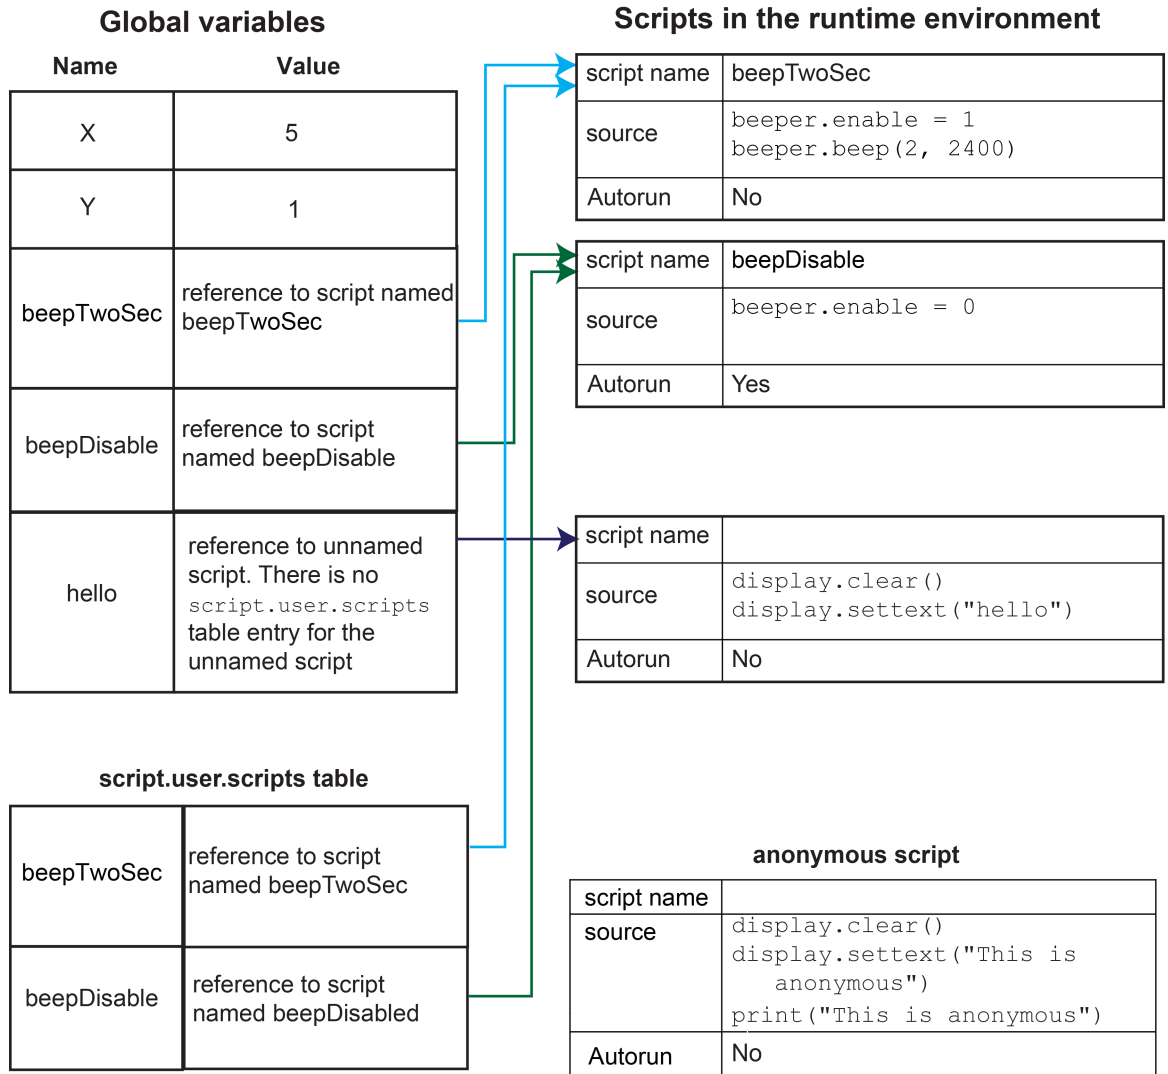 Global variables
Name Value
X 5
Y 1
beepTwoSec
reference to script named
beepTwoSec
beepDisable
reference to script
named beepDisable
hello
reference to unnamed
script. There is no
script.user.scripts
table entry for the
unnamed script
script.user.scripts table
beepTwoSec
reference to script
named beepTwoSec
beepDisable
reference to script
named beepDisabled
Scripts in the runtime environment
script name beepTwoSec
source
beeper.enable = 1
beeper.beep(2, 2400)
Autorun No
script name beepDisable
source
beeper.enable = 0
Autorun Yes
script name
source
display.clear()
display.settext("hello")
Autorun No
anonymous script
script name
source
display.clear()
display.settext("This is
anonymous")
print("This is anonymous")
Autorun No